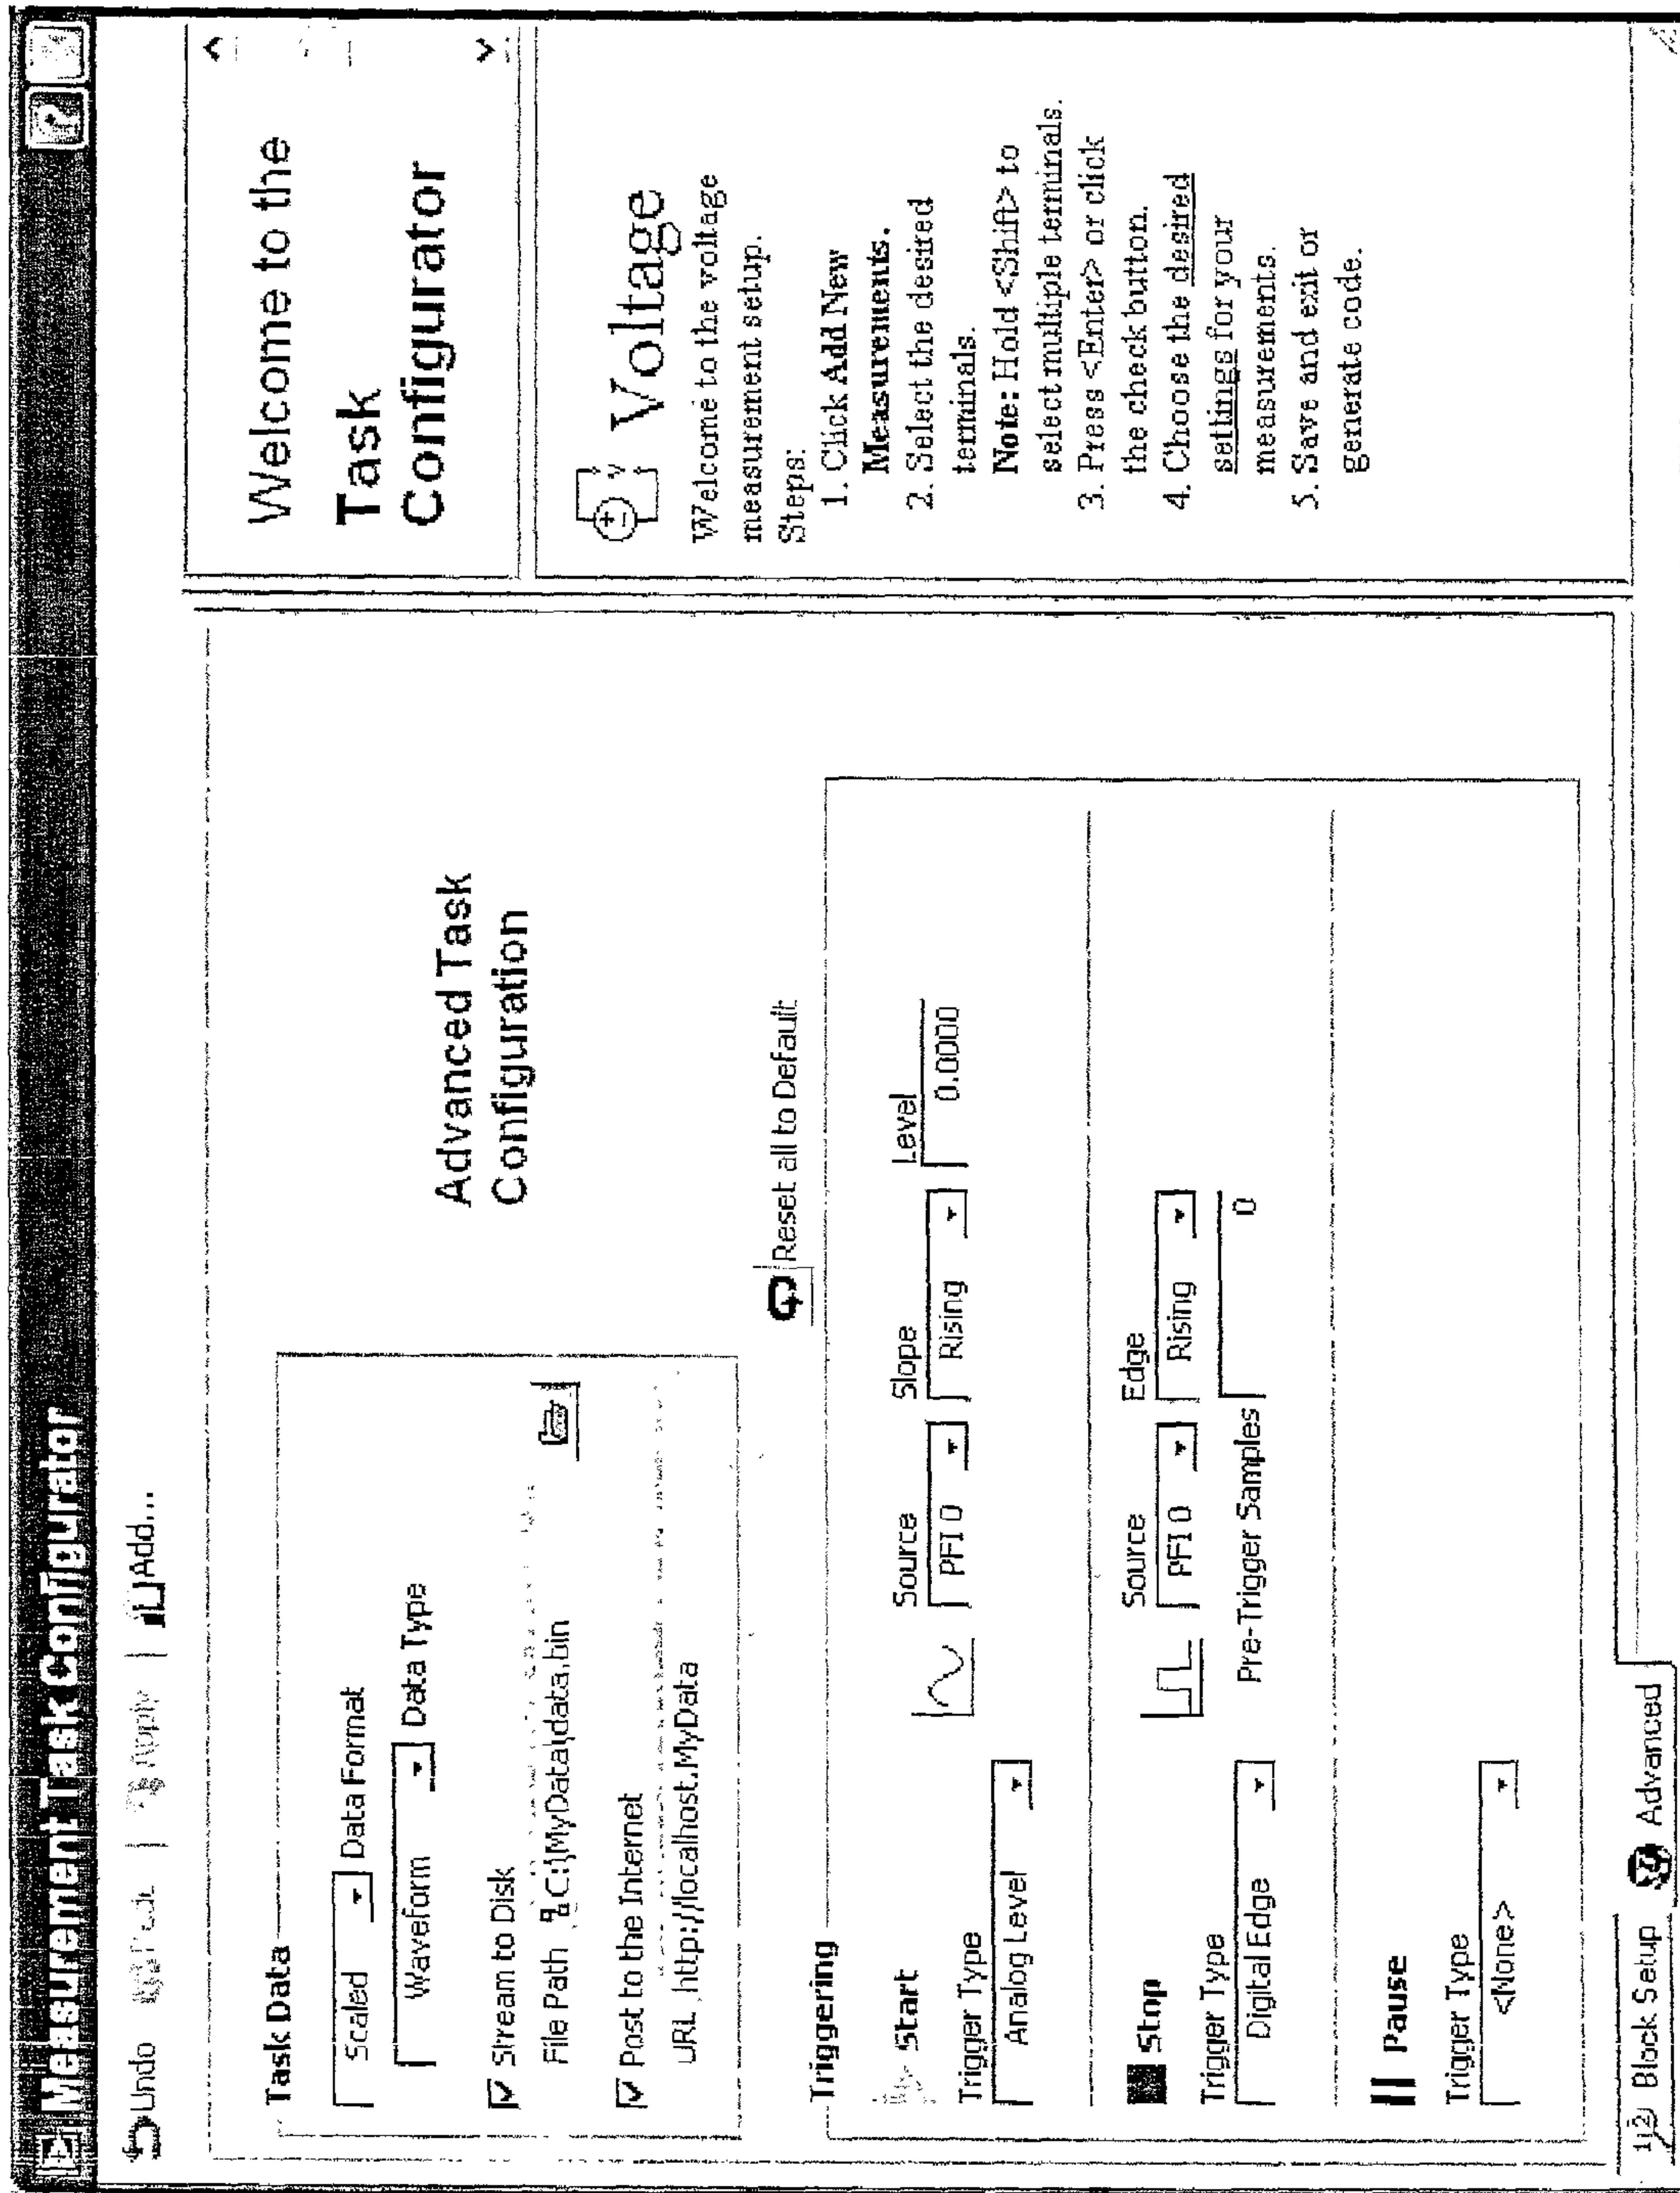 Measurement Task Configurator
Undo
Apply
Add...
Task Data
Scaled Data Format
Waveform Data Type
Stream to Disk
File Path C:\MyData\data.bin
Post to the Internet
URL http://localhost.MyData
Advanced Task
Configuration
Reset all to Default
Triggering
Start
Trigger Type
Analog Level
Source
PFI 0
Slope
Rising
Level
0.0000
Stop
Trigger Type
Digital Edge
Source
PFI 0
Edge
Rising
Pre-Trigger Samples 0
Pause
Trigger Type
<None>
Block Setup
Advanced
Welcome to the
Task
Configurator
Voltage
Welcome to the voltage
measurement setup.
Steps:
1. Click Add New
Measurements.
2. Select the desired
terminals.
Note: Hold <Shift> to
select multiple terminals.
3. Press <Enter> or click
the check button.
4. Choose the desired
settings for your
measurements.
5. Save and exit or
generate code.